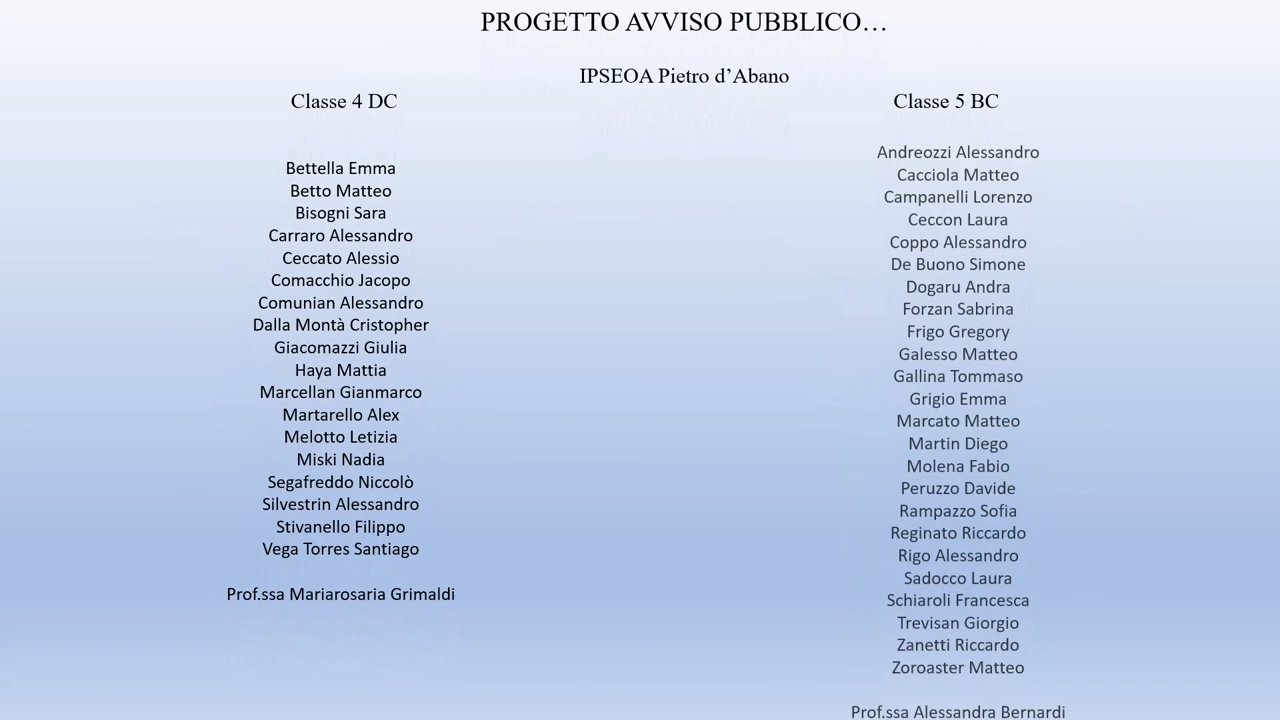 PROGETTO AVVISO PUBBLICO…
IPSEOA Pietro d’Abano
Classe 4 DC
Bettella Emma
Betto Matteo
Bisogni Sara
Carraro Alessandro
Ceccato Alessio
Comacchio Jacopo
Comunian Alessandro
Dalla Montà Cristopher
Giacomazzi Giulia
Haya Mattia
Marcellan Gianmarco
Martarello Alex
Melotto Letizia
Miski Nadia
Segafreddo Niccolò
Silvestrin Alessandro
Stivanello Filippo
Vega Torres Santiago
Prof.ssa Mariarosaria Grimaldi
Classe 5 BC
Andreozzi Alessandro
Cacciola Matteo
Campanelli Lorenzo
Ceccon Laura
Coppo Alessandro
De Buono Simone
Dogaru Andra
Forzan Sabrina
Frigo Gregory
Galesso Matteo
Gallina Tommaso
Grigio Emma
Marcato Matteo
Martin Diego
Molena Fabio
Peruzzo Davide
Rampazzo Sofia
Reginato Riccardo
Rigo Alessandro
Sadocco Laura
Schiaroli Francesca
Trevisan Giorgio
Zanetti Riccardo
Zoroaster Matteo
Prof.ssa Alessandra Bernardi